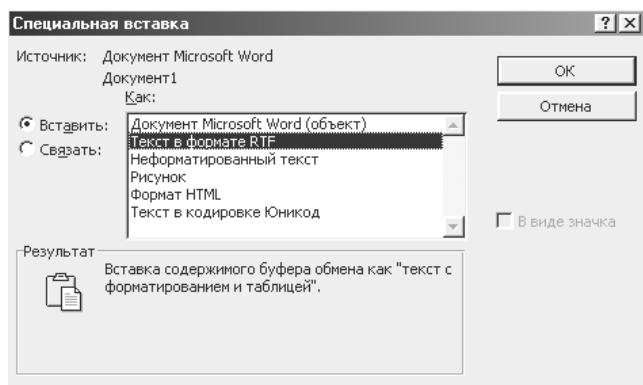 Специальная вставка
Источник: Документ Microsoft Word
Документ1
Как:
Вставить:
Связать:
Документ Microsoft Word (объект)
Текст в формате RTF
Неформатированный текст
Рисунок
Формат HTML
Текст в кодировке Юникод
ОК
Отмена
В виде значка
Результат
Вставка содержимого буфера обмена как "текст с
форматированием и таблицей".